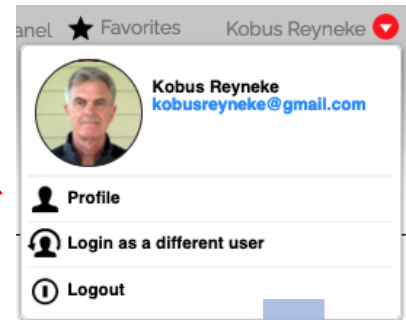 anel ★ Favorites Kobus Reyneke
Kobus Reyneke
kobusreyneke@gmail.com
Profile
Login as a different user
Logout